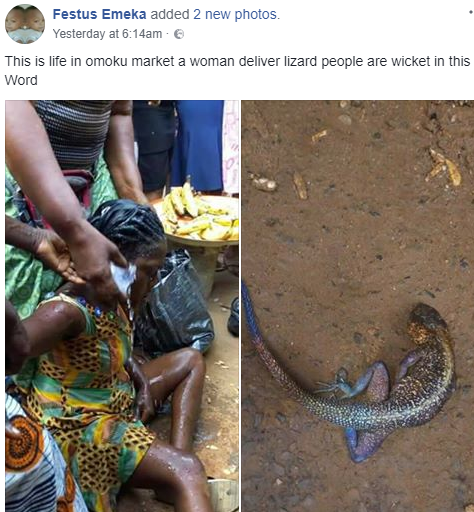 Festus Emeka added 2 new photos.
Yesterday at 6:14am ·
This is life in omoku market a woman deliver lizard people are wicket in this
Word